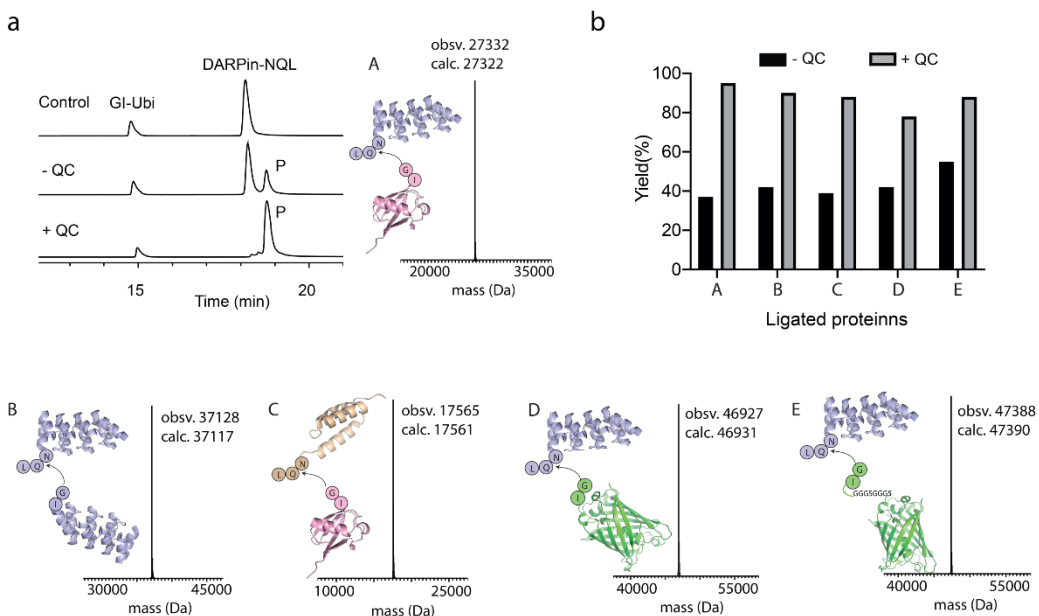 a
Control
GI-Ubi
DARPin-NQL
- QC
P
+ QC
P
15
20
Time (min)
A
obsv. 27332
calc. 27322
N
Q
L
G
I
20000
35000
mass (Da)
b
- QC
+ QC
Yield(%)
100
80
60
40
20
0
A
B
C
D
E
Ligated proteinns
B
obsv. 37128
calc. 37117
N
Q
L
G
I
30000
45000
mass (Da)
C
obsv. 17565
calc. 17561
L
Q
N
G
I
10000
25000
mass (Da)
D
obsv. 46927
calc. 46931
N
Q
L
G
I
40000
55000
mass (Da)
E
obsv. 47388
calc. 47390
N
Q
L
G
I
GGGSGGGS
40000
55000
mass (Da)